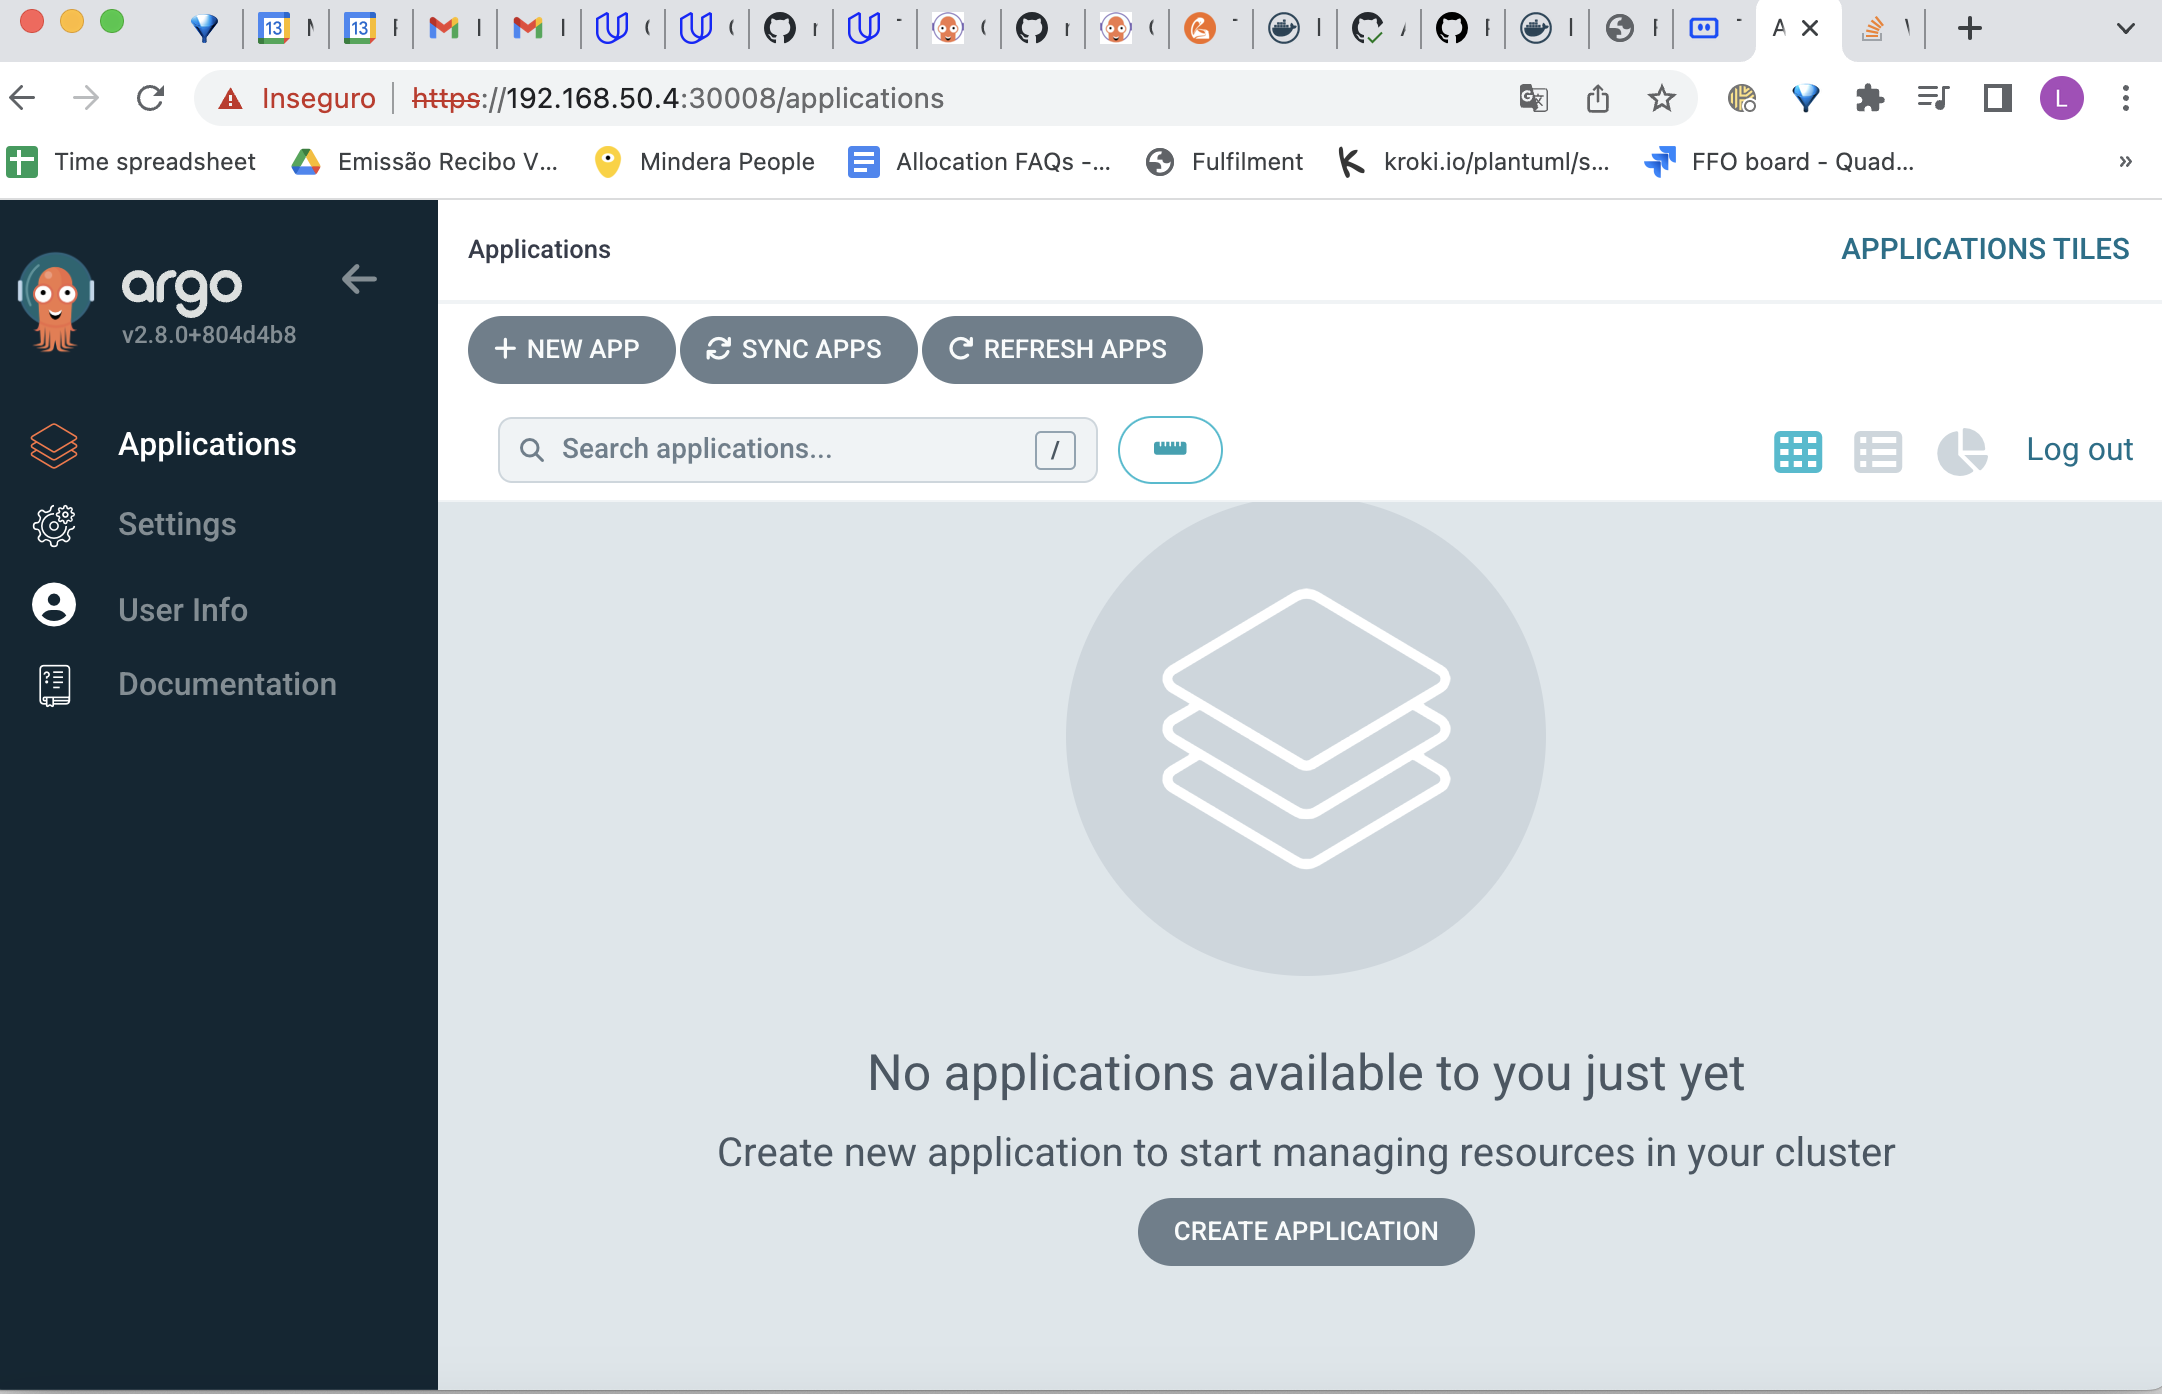 13 13
Inseguro https://192.168.50.4:30008/applications L
Time spreadsheet Emissão Recibo V... Mindera People Allocation FAQs -... Fulfilment kroki.io/plantuml/s... FFO board - Quad... »
argo
v2.8.0+804d4b8
Applications
Settings
User Info
Documentation
Applications APPLICATIONS TILES
+ NEW APP SYNC APPS REFRESH APPS
Search applications... / Log out
No applications available to you just yet
Create new application to start managing resources in your cluster
CREATE APPLICATION